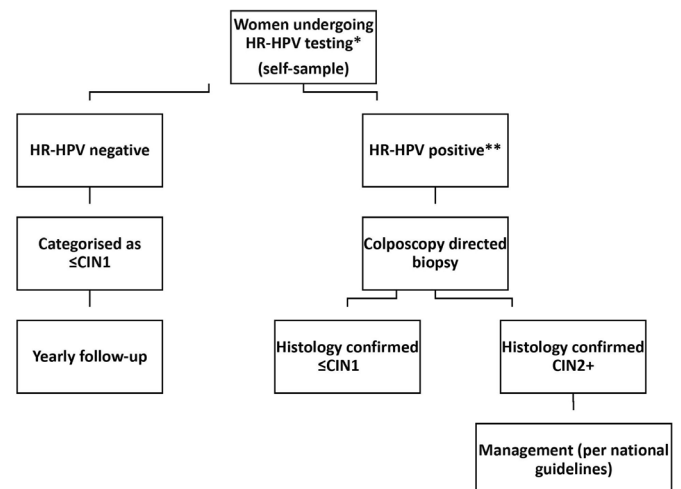 Women undergoing
HR-HPV testing*
(self-sample)
HR-HPV negative
HR-HPV positive**
Categorised as
≤CIN1
Colposcopy directed
biopsy
Yearly follow-up
Histology confirmed
≤CIN1
Histology confirmed
CIN2+
Management (per national
guidelines)